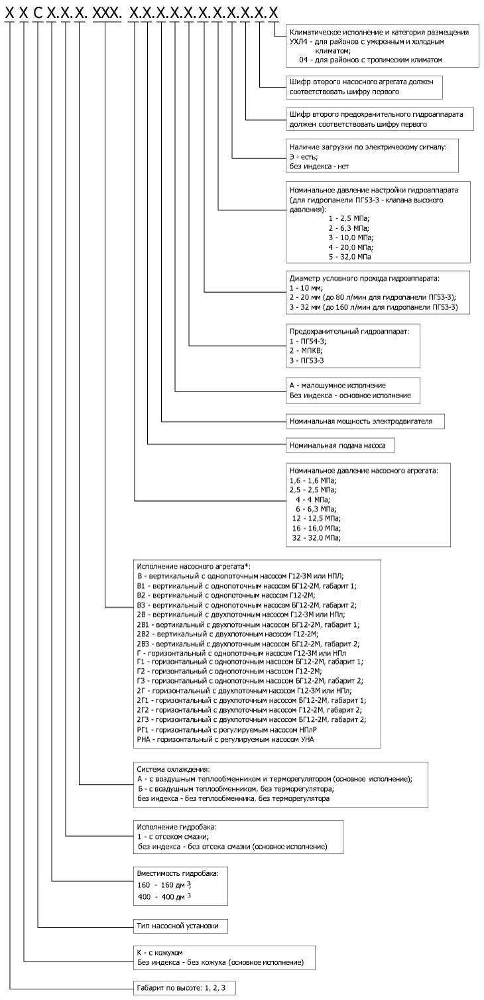 X X С X.X.X. XXX. X.X.X.X.X.X.X.X.X.X.X
Климатическое исполнение и категория размещения
УХЛ4 - для районов с умеренным и холодным
климатом;
04 - для районов с тропическим климатом
Шифр второго насосного агрегата должен
соответствовать шифру первого
Шифр второго предохранительного гидроаппарата
должен соответствовать шифру первого
Наличие загрузки по электрическому сигналу:
Э - есть;
без индекса - нет
Номинальное давление настройки гидроаппарата
(для гидропанели ПГ53-3 - клапана высокого
давления):
1 - 2,5 МПа;
2 - 6,3 МПа;
3 - 10,0 МПа;
4 - 20,0 МПа;
5 - 32,0 МПа
Диаметр условного прохода гидроаппарата:
1 - 10 мм;
2 - 20 мм (до 80 л/мин для гидропанели ПГ53-3);
3 - 32 мм (до 160 л/мин для гидропанели ПГ53-3)
Предохранительный гидроаппарат:
1 - ПГ54-3;
2 - МПКВ;
3 - ПГ53-3
А - малошумное исполнение
Без индекса - основное исполнение
Номинальная мощность электродвигателя
Номинальная подача насоса
Номинальное давление насосного агрегата:
1,6 - 1,6 МПа;
2,5 - 2,5 МПа;
4 - 4 МПа;
6 - 6,3 МПа;
12 - 12,5 МПа;
16 - 16,0 МПа;
32 - 32,0 МПа
Исполнение насосного агрегата*:
В - вертикальный с однопоточным насосом Г12-3М или НПЛ;
В1 - вертикальный с однопоточным насосом БГ12-2М, габарит 1;
В2 - вертикальный с однопоточным насосом Г12-2М;
В3 - вертикальный с однопоточным насосом БГ12-2М, габарит 2;
2В - вертикальный с двухпоточным насосом Г12-3М или НПл;
2В1 - вертикальный с двухпоточным насосом БГ12-2М, габарит 1;
2В2 - вертикальный с двухпоточным насосом Г12-2М;
2В3 - вертикальный с двухпоточным насосом БГ12-2М, габарит 2;
Г - горизонтальный с однопоточным насосом Г12-3М или НПл
Г1 - горизонтальный с однопоточным насосом БГ12-2М, габарит 1;
Г2 - горизонтальный с однопоточным насосом Г12-2М;
Г3 - горизонтальный с однопоточным насосом БГ12-2М, габарит 2;
2Г - горизонтальный с двухпоточным насосом Г12-3М или НПл;
2Г1 - горизонтальный с двухпоточным насосом БГ12-2М, габарит 1;
2Г2 - горизонтальный с двухпоточным насосом Г12-2М, габарит 2;
2Г3 - горизонтальный с двухпоточным насосом БГ12-2М, габарит 2;
РГ1 - горизонтальный с регулируемым насосом НПлР
РНА - горизонтальный с регулируемым насосом УНА
Система охлаждения:
А - с воздушным теплообменником и терморегулятором (основное исполнение);
Б - с воздушным теплообменником, без терморегулятора;
без индекса - без теплообменника, без терморегулятора
Исполнение гидробака:
1 - с отсеком смазки;
без индекса - без отсека смазки (основное исполнение)
Вместимость гидробака:
160 - 160 дм ³;
400 - 400 дм ³
Тип насосной установки
К - с кожухом
Без индекса - без кожуха (основное исполнение)
Габарит по высоте: 1, 2, 3